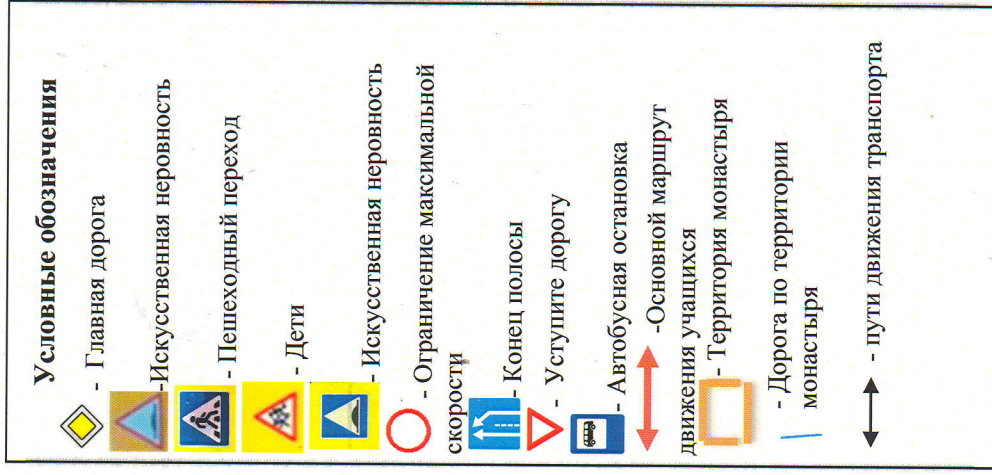 Условные обозначения
- Главная дорога
-Искусственная неровность
- Пешеходный переход
- Дети
- Искусственная неровность
- Ограничение максимальной
скорости
- Конец полосы
- Уступите дорогу
- Автобусная остановка
-Основной маршрут
движения учащихся
- Территория монастыря
- Дорога по территории
монастыря
- пути движения транспорта